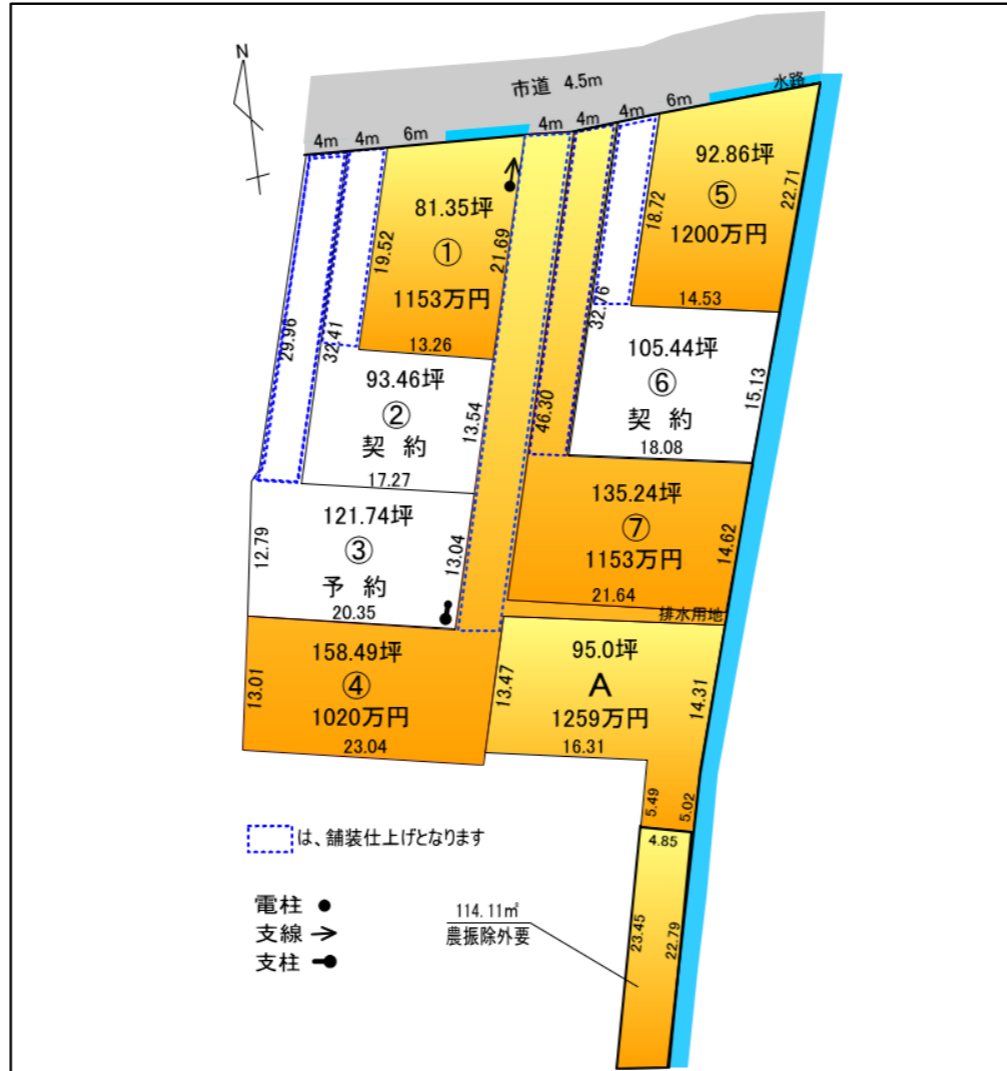 N
市道 4.5m
水路
4m
4m
6m
4m
4m
4m
6m
81.35坪
①
1153万円
19.52
21.69
13.26
92.86坪
⑤
1200万円
18.72
22.71
14.53
29.96
32.41
93.46坪
②
契 約
13.54
17.27
46.30
32.76
105.44坪
⑥
契 約
15.13
18.08
121.74坪
③
予 約
12.79
13.04
20.35
135.24坪
⑦
1153万円
14.62
21.64
排水用地
158.49坪
④
1020万円
13.01
23.04
95.0坪
A
1259万円
13.47
14.31
16.31
5.49
5.02
4.85
は、舗装仕上げとなります
電柱
支線
支柱
114.11㎡
農振除外要
23.45
22.79